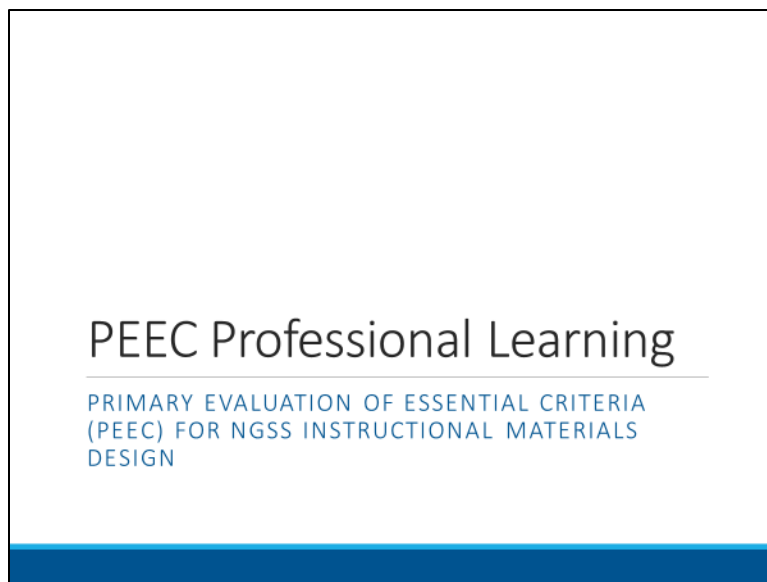 PEEC Professional Learning
PRIMARY EVALUATION OF ESSENTIAL CRITERIA
(PEEC) FOR NGSS INSTRUCTIONAL MATERIALS
DESIGN